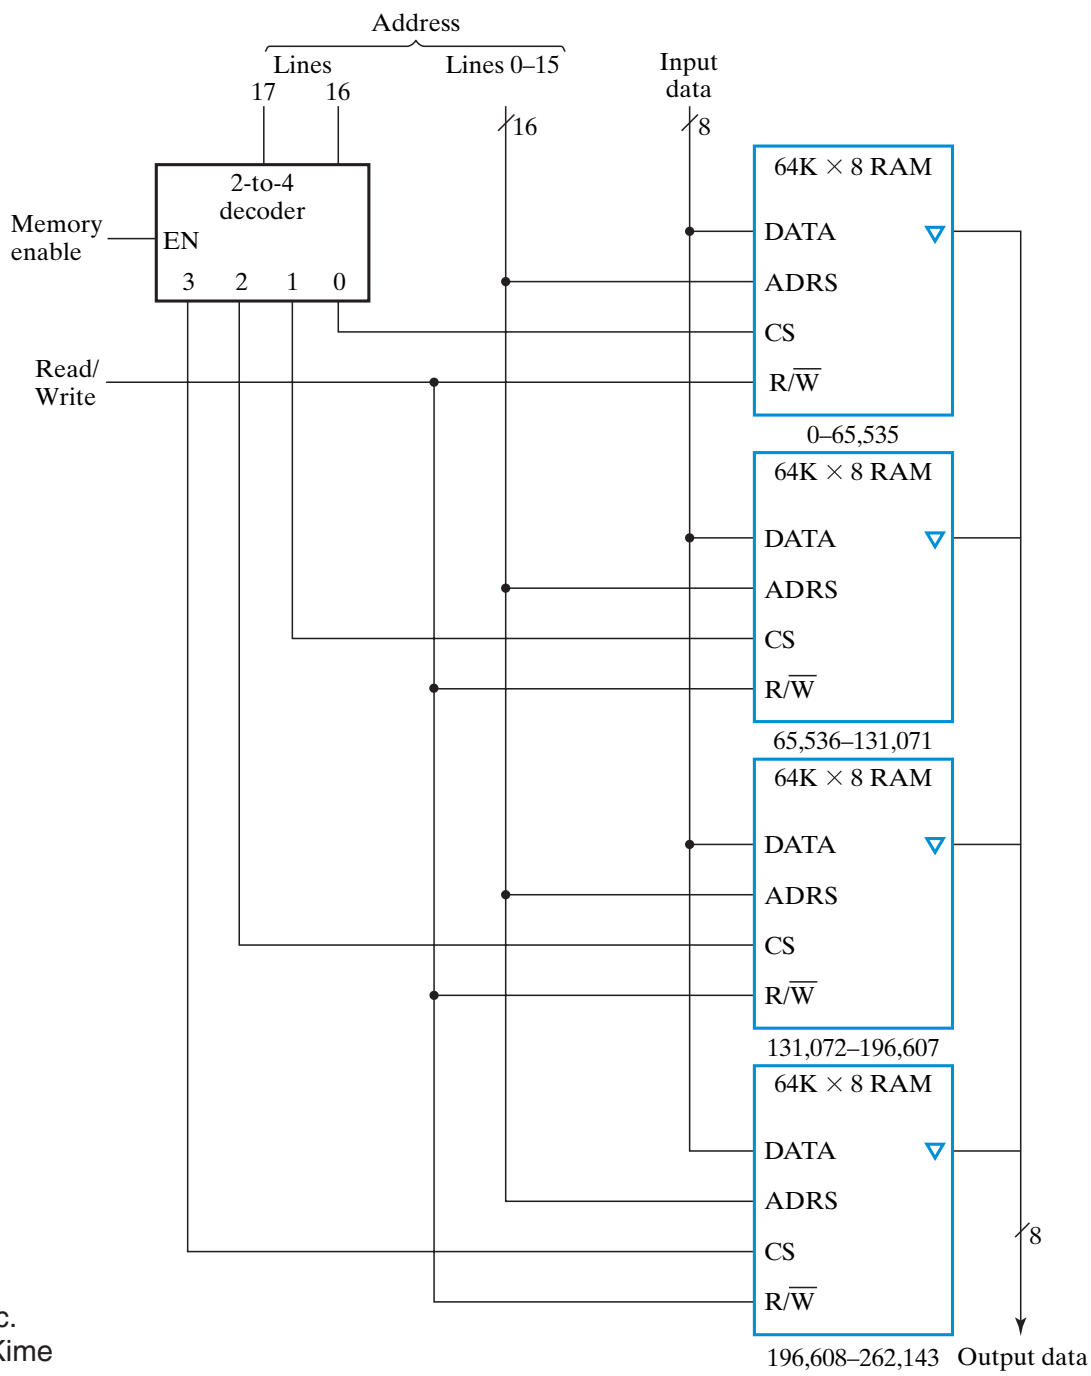 Address
Lines
Lines 0–15
17
16
16
Input
data
8
2-to-4
decoder
Memory
enable
EN
3 2 1 0
Read/
Write
64K × 8 RAM
DATA
ADRS
CS
R/W̅
0–65,535
64K × 8 RAM
DATA
ADRS
CS
R/W̅
65,536–131,071
64K × 8 RAM
DATA
ADRS
CS
R/W̅
131,072–196,607
64K × 8 RAM
DATA
ADRS
CS
R/W̅
196,608–262,143
8
Output data
c.
Kime